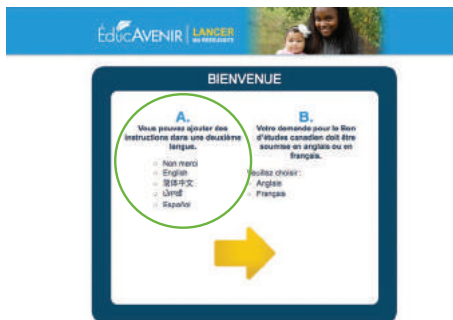 ÉducAVENIR | LANCER
BIENVENUE
A.
Vous pouvez ajouter des
instructions dans une deuxième
langue.
Non merci
English
简体中文
ਪੰਜਾਬੀ
Español
B.
Votre demande pour le Bon
d'études canadien doit être
soumise en anglais ou en
français.
Veuillez choisir :
Anglais
Français